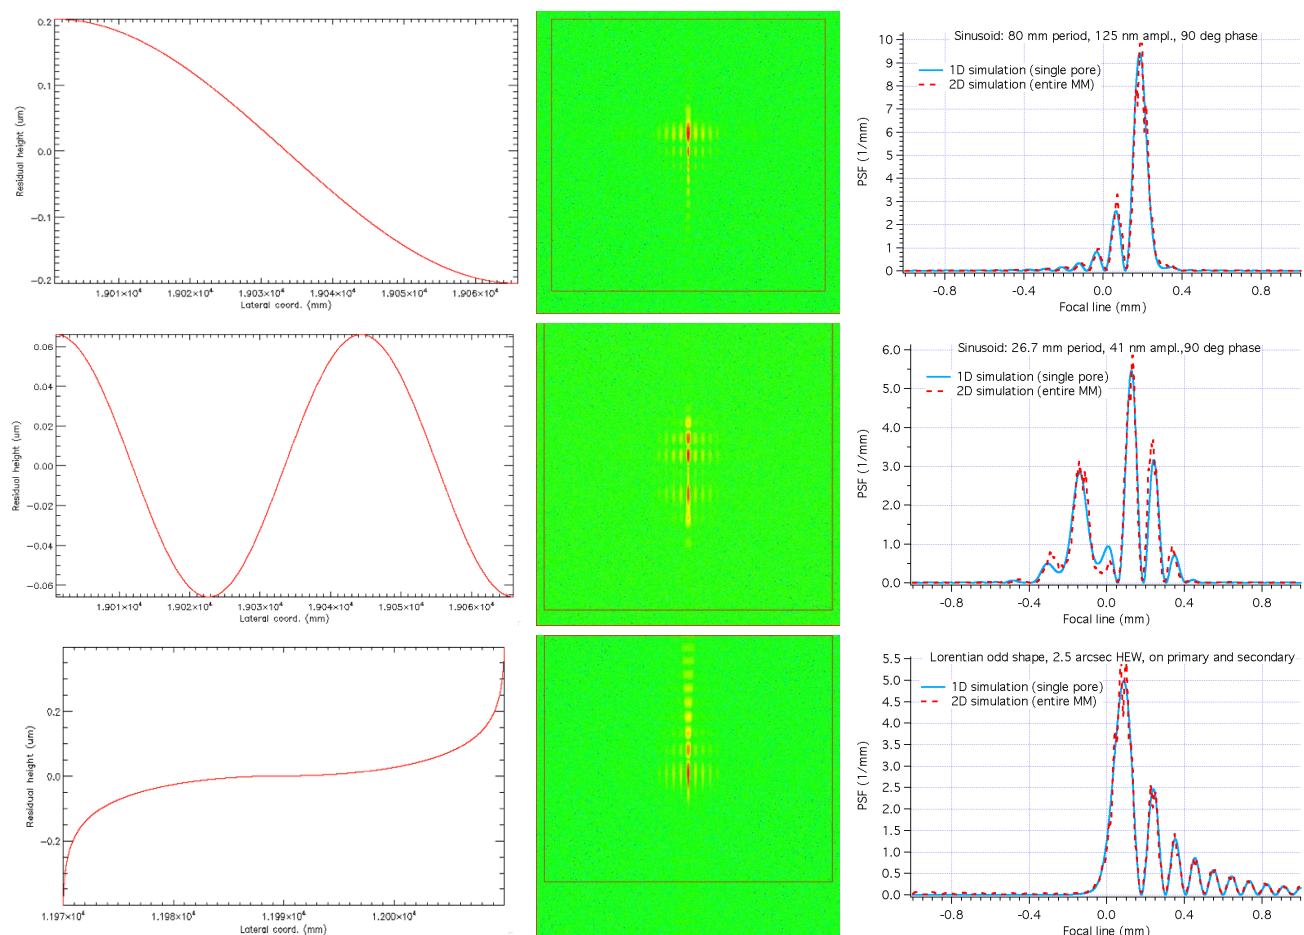 0.2
0.1
0.0
−0.1
−0.2
Residual height (um)
1.901×10⁴ 1.902×10⁴ 1.903×10⁴ 1.904×10⁴ 1.905×10⁴ 1.906×10⁴
Lateral coord. (mm)
Sinusoid: 80 mm period, 125 nm ampl., 90 deg phase
1D simulation (single pore)
2D simulation (entire MM)
10
9
8
7
6
5
4
3
2
1
0
PSF (1/mm)
-0.8 -0.4 0.0 0.4 0.8
Focal line (mm)
0.06
0.04
0.02
0.00
−0.02
−0.04
−0.06
Residual height (um)
1.901×10⁴ 1.902×10⁴ 1.903×10⁴ 1.904×10⁴ 1.905×10⁴ 1.906×10⁴
Lateral coord. (mm)
Sinusoid: 26.7 mm period, 41 nm ampl.,90 deg phase
1D simulation (single pore)
2D simulation (entire MM)
6.0
5.0
4.0
3.0
2.0
1.0
0.0
PSF (1/mm)
-0.8 -0.4 0.0 0.4 0.8
Focal line (mm)
0.2
0.0
−0.2
Residual height (um)
1.197×10⁴ 1.198×10⁴ 1.199×10⁴ 1.200×10⁴
Lateral coord. (mm)
Lorentian odd shape, 2.5 arcsec HEW, on primary and secondary
1D simulation (single pore)
2D simulation (entire MM)
5.5
5.0
4.5
4.0
3.5
3.0
2.5
2.0
1.5
1.0
0.5
0.0
PSF (1/mm)
-0.8 -0.4 0.0 0.4 0.8
Focal line (mm)